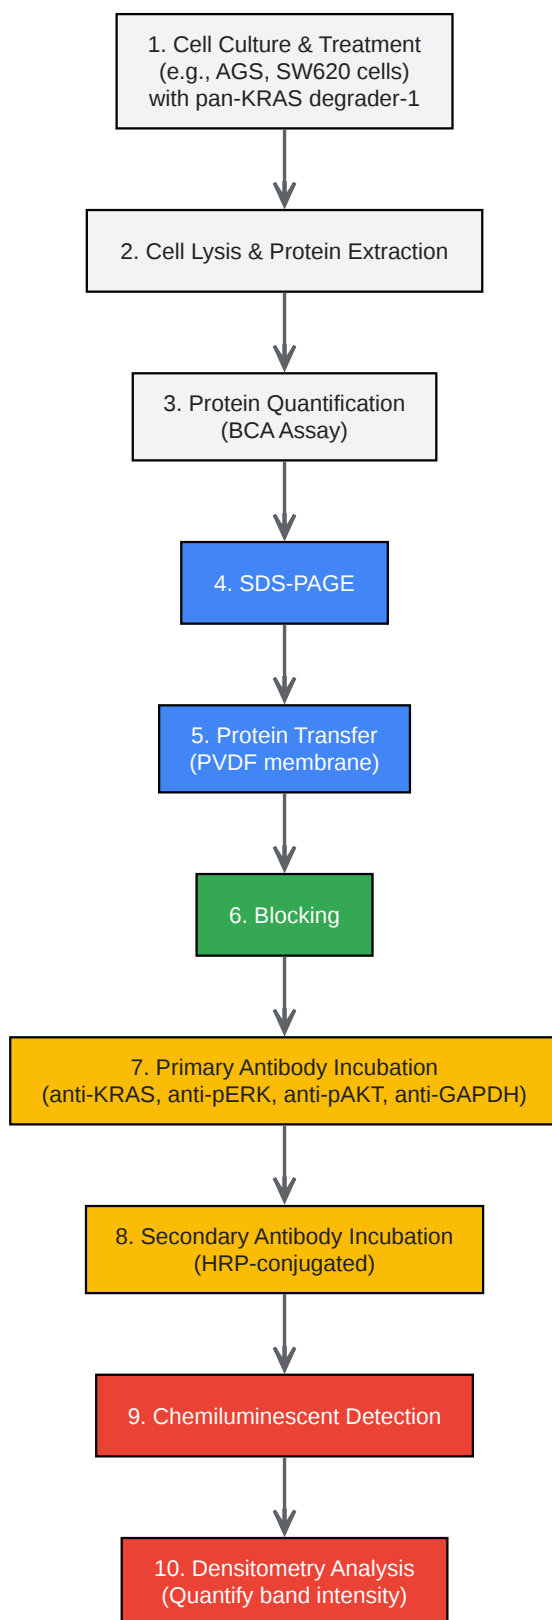 1. Cell Culture & Treatment
(e.g., AGS, SW620 cells)
with pan-KRAS degrader-1
2. Cell Lysis & Protein Extraction
3. Protein Quantification
(BCA Assay)
4. SDS-PAGE
5. Protein Transfer
(PVDF membrane)
6. Blocking
7. Primary Antibody Incubation
(anti-KRAS, anti-pERK, anti-pAKT, anti-GAPDH)
8. Secondary Antibody Incubation
(HRP-conjugated)
9. Chemiluminescent Detection
10. Densitometry Analysis
(Quantify band intensity)